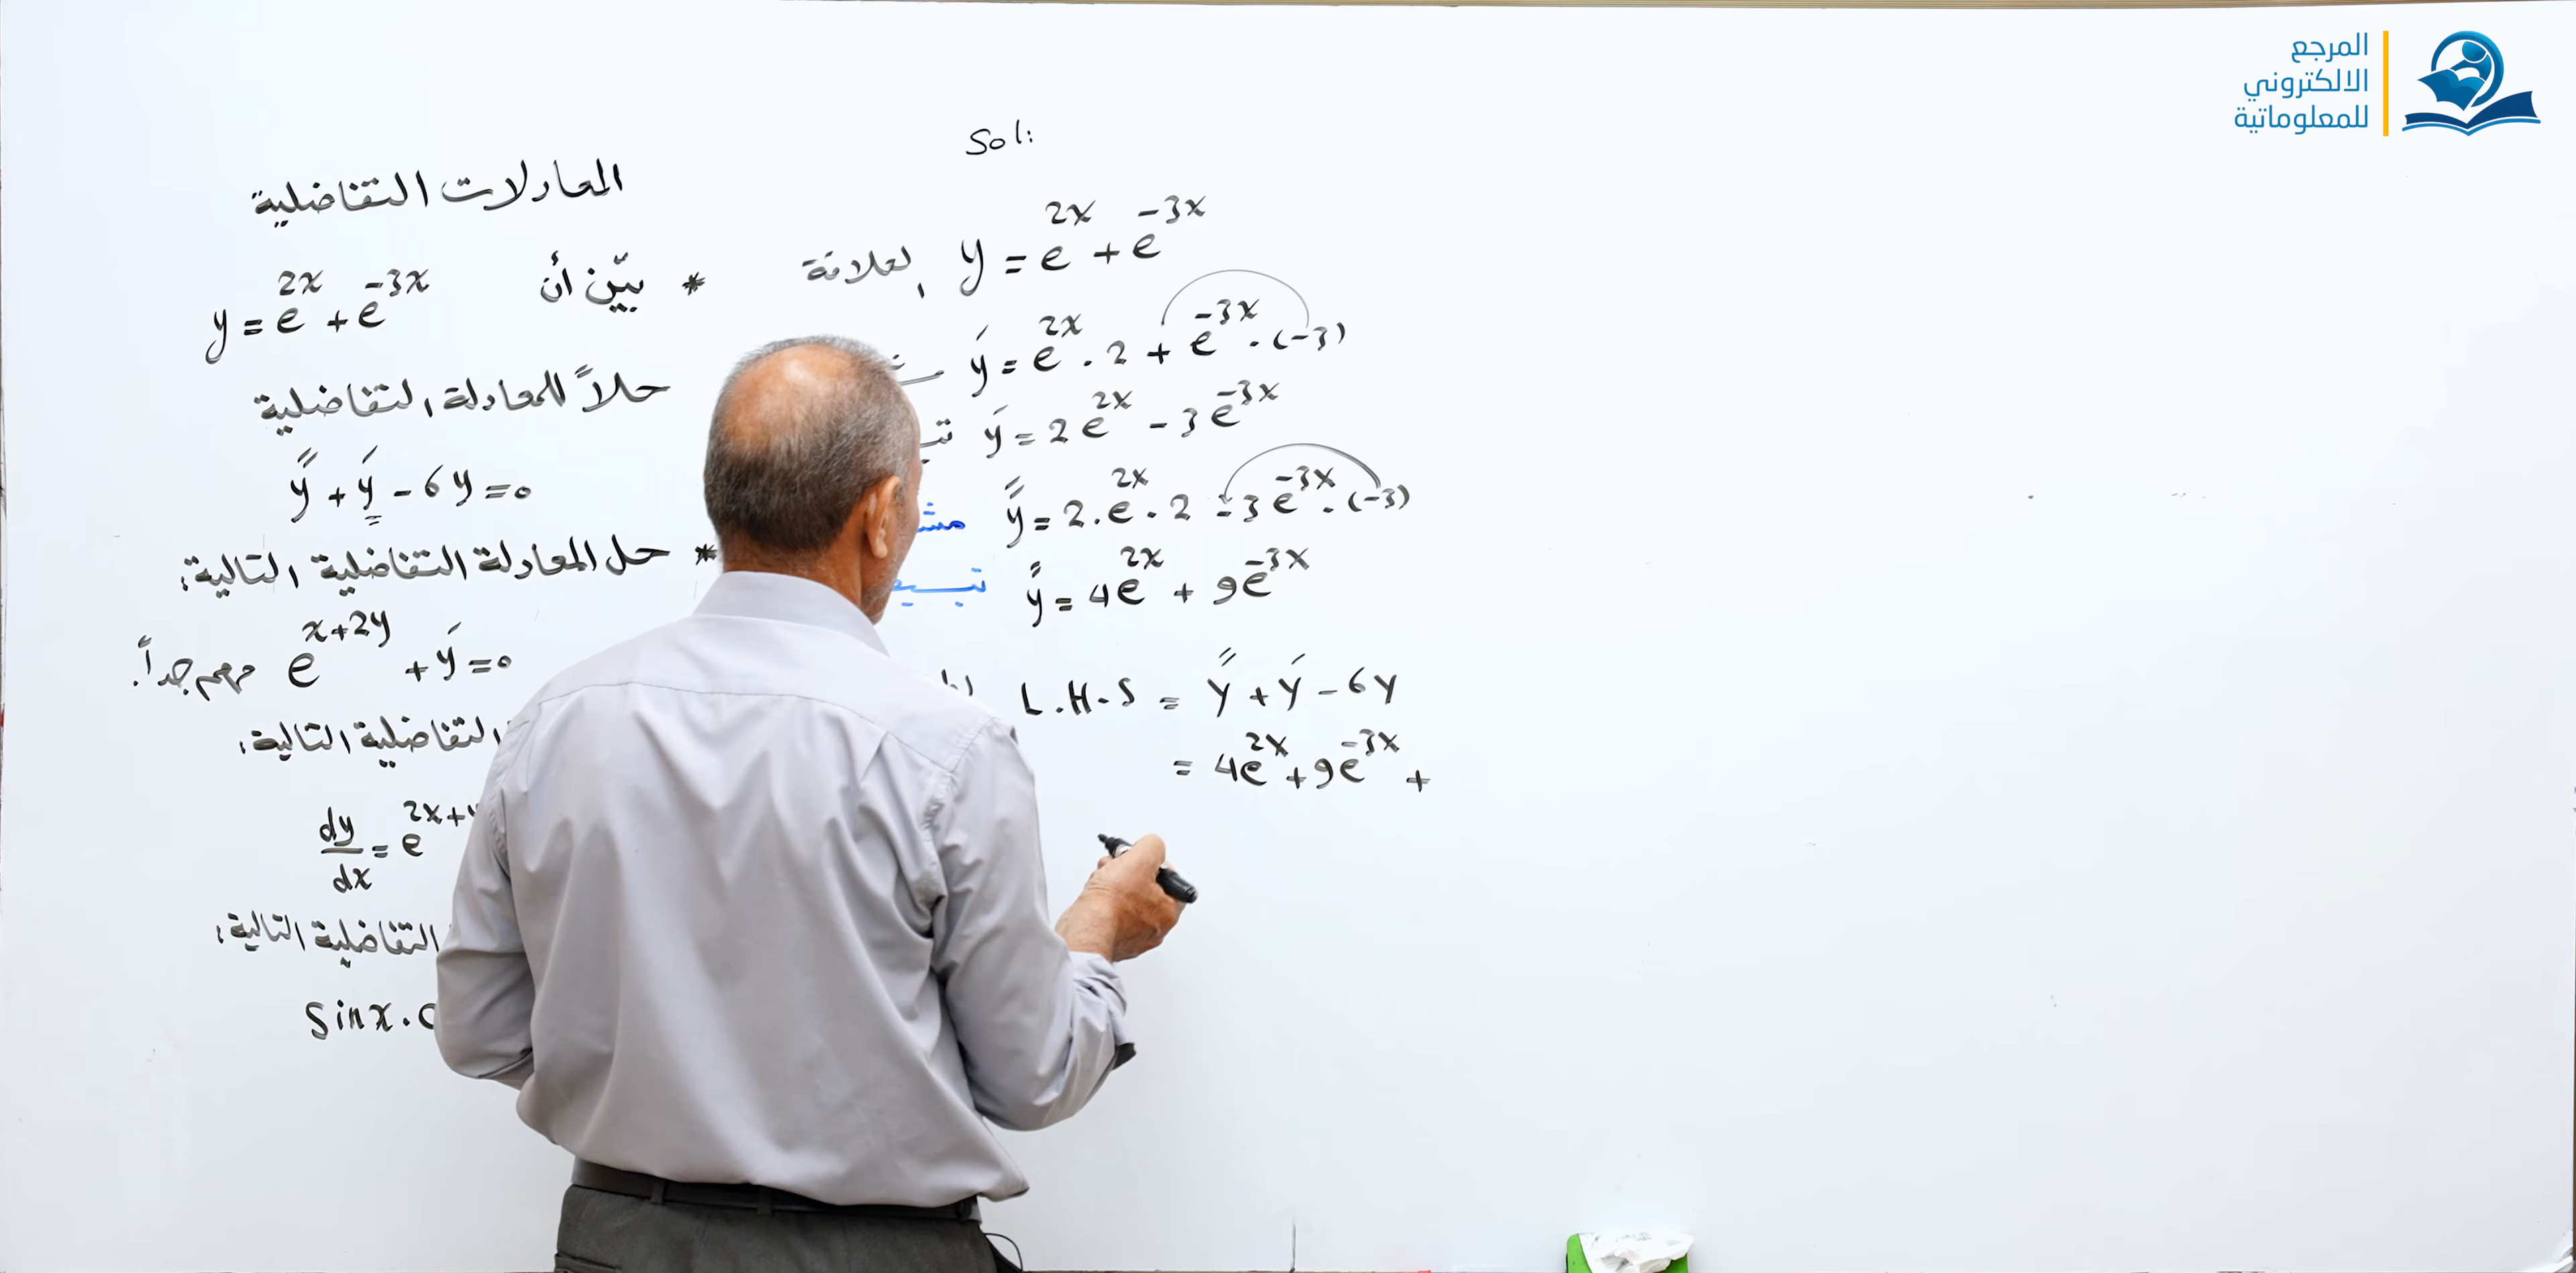 المرجع
الالكتروني
للمعلوماتية
المعادلات التفاضلية
* بيّن أن y = e^{2x} + e^{-3x}
حلاً للمعادلة التفاضلية
y″ + y′ - 6y = 0
* حل المعادلة التفاضلية التالية:
e^{x+2y} + y′ = 0 مهم جداً.
التفاضلية التالية:
dy/dx = e^{2x+
التفاضلية التالية:
sinx.
Sol:
العلاقة y = e^{2x} + e^{-3x}
y′ = e^{2x} . 2 + e^{-3x} . (-3)
y′ = 2e^{2x} - 3e^{-3x}
y″ = 2.e^{2x} . 2 - 3e^{-3x} . (-3)
y″ = 4e^{2x} + 9e^{-3x}
L.H.S = y″ + y′ - 6y
= 4e^{2x} + 9e^{-3x} +